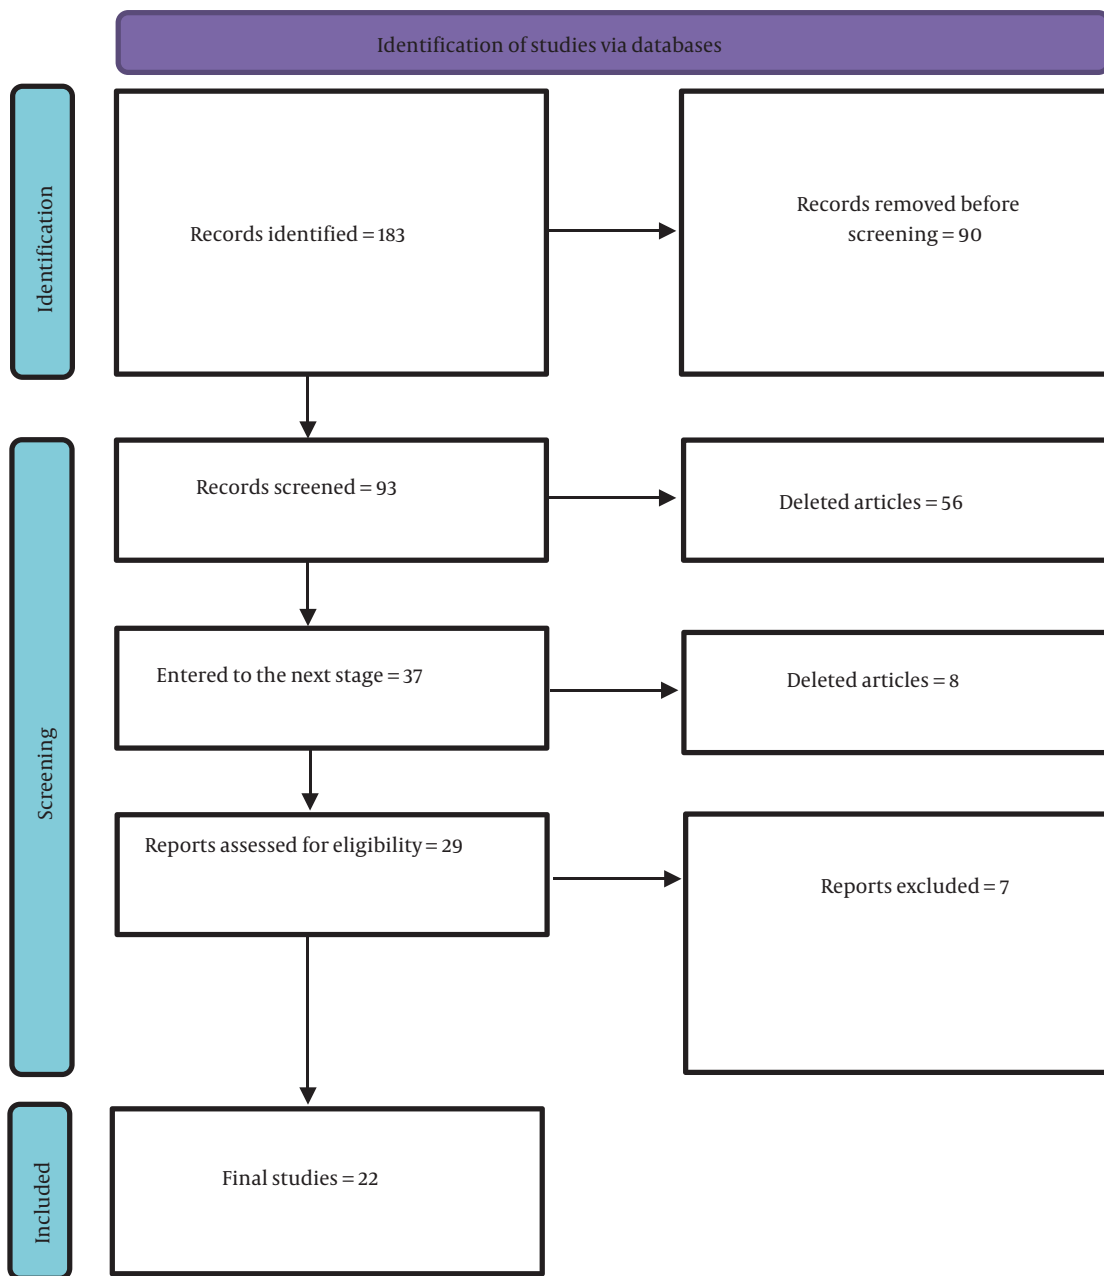 Identification of studies via databases
Identification
Records identified = 183
Records removed before
screening = 90
Screening
Records screened = 93
Deleted articles = 56
Entered to the next stage = 37
Deleted articles = 8
Reports assessed for eligibility = 29
Reports excluded = 7
Included
Final studies = 22